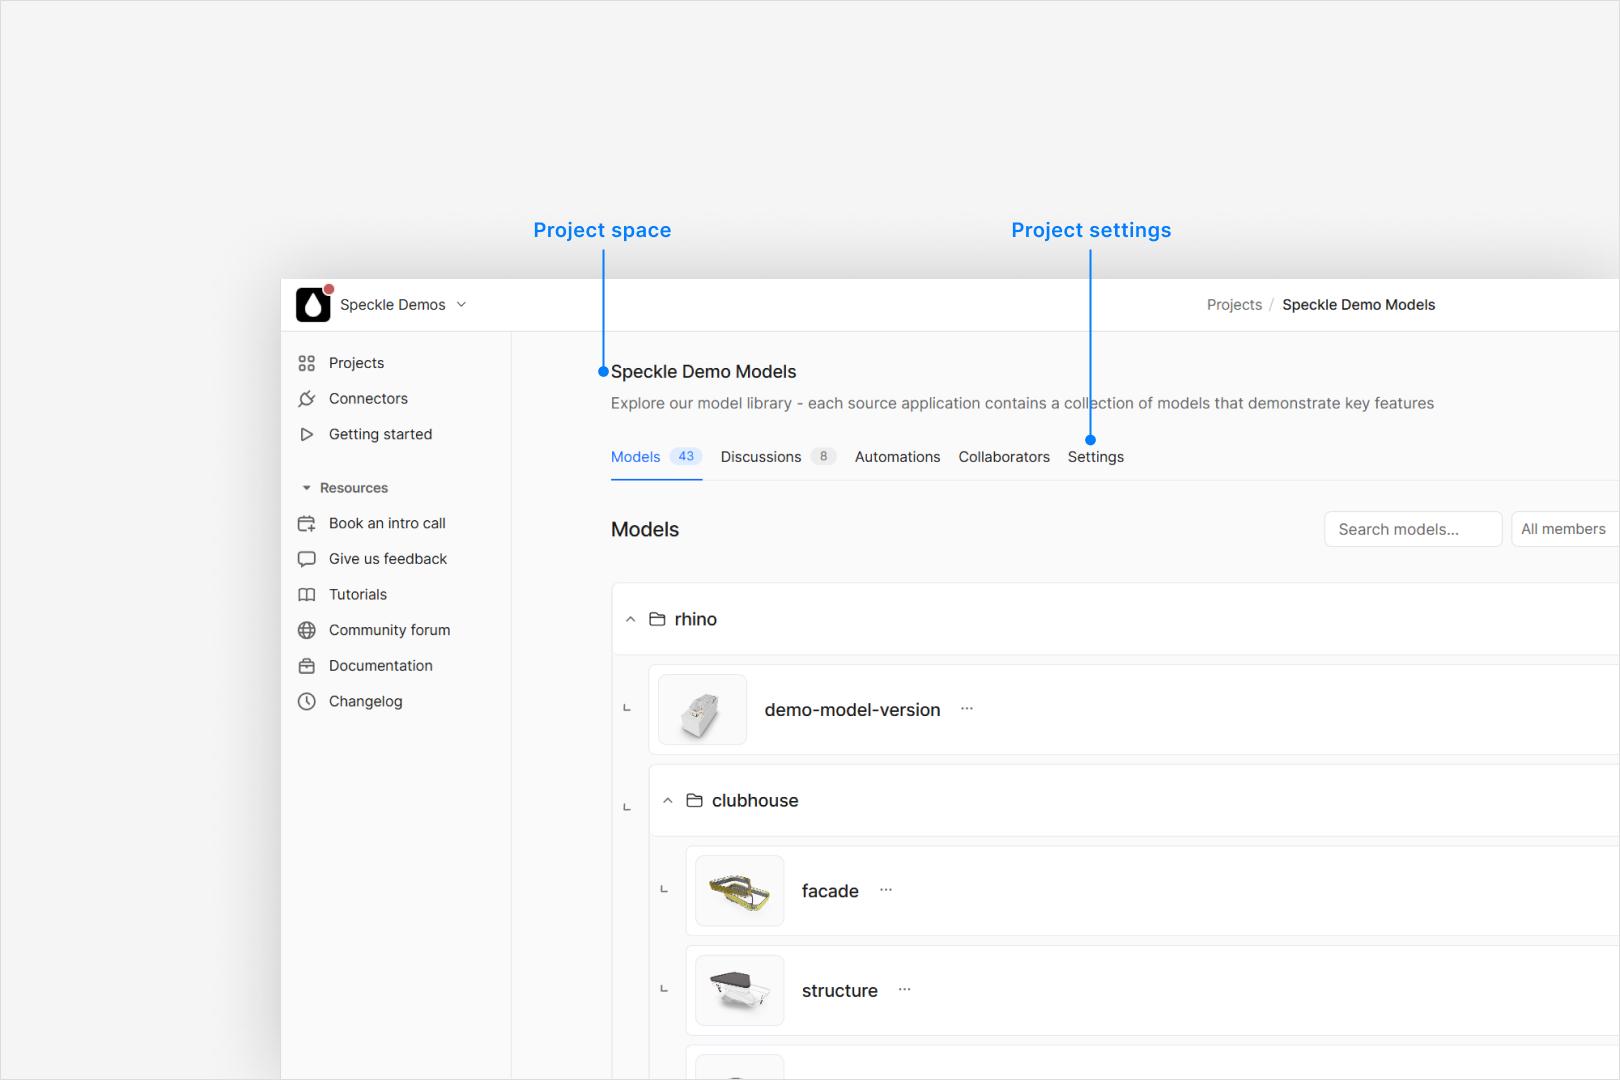 Project space
Project settings
Speckle Demos
Projects / Speckle Demo Models
Projects
Connectors
Getting started
Resources
Book an intro call
Give us feedback
Tutorials
Community forum
Documentation
Changelog
Speckle Demo Models
Explore our model library - each source application contains a collection of models that demonstrate key features
Models 43 Discussions 8 Automations Collaborators Settings
Models
Search models...
All members
rhino
demo-model-version ...
clubhouse
facade ...
structure ...